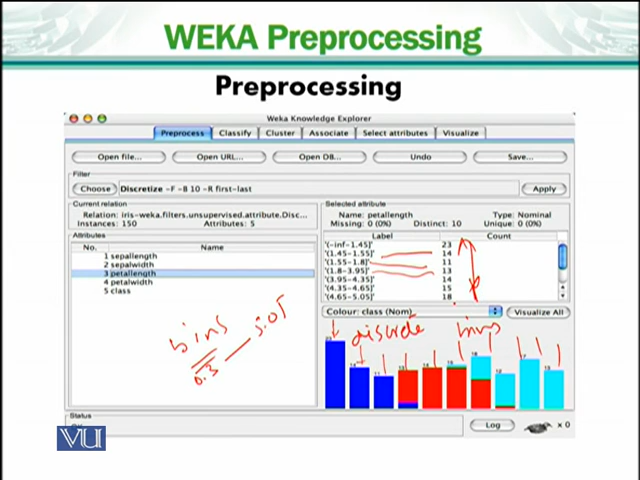 WEKA Preprocessing
Preprocessing
Weka Knowledge Explorer
Preprocess Classify Cluster Associate Select attributes Visualize
Open file... Open URL... Open DB... Undo Save...
Filter
Choose Discretize -F -B 10 -R first-last Apply
Current relation
Relation: iris-weka.filters.unsupervised.attribute.Disc...
Instances: 150 Attributes: 5
Attributes
No. Name
1 sepallength
2 sepalwidth
3 petallength
4 petalwidth
5 class
Selected attribute
Name: petallength Type: Nominal
Missing: 0 (0%) Distinct: 10 Unique: 0 (0%)
Label Count
'(-inf-1.45]' 23
'(1.45-1.55]' 14
'(1.55-1.8]' 11
'(1.8-3.95]' 13
'(3.95-4.35]' 14
'(4.35-4.65]' 15
'(4.65-5.05]' 18
Colour: class (Nom) Visualize All
discrete bins
bins
0.3 5.05
Status
Log x 0
VU